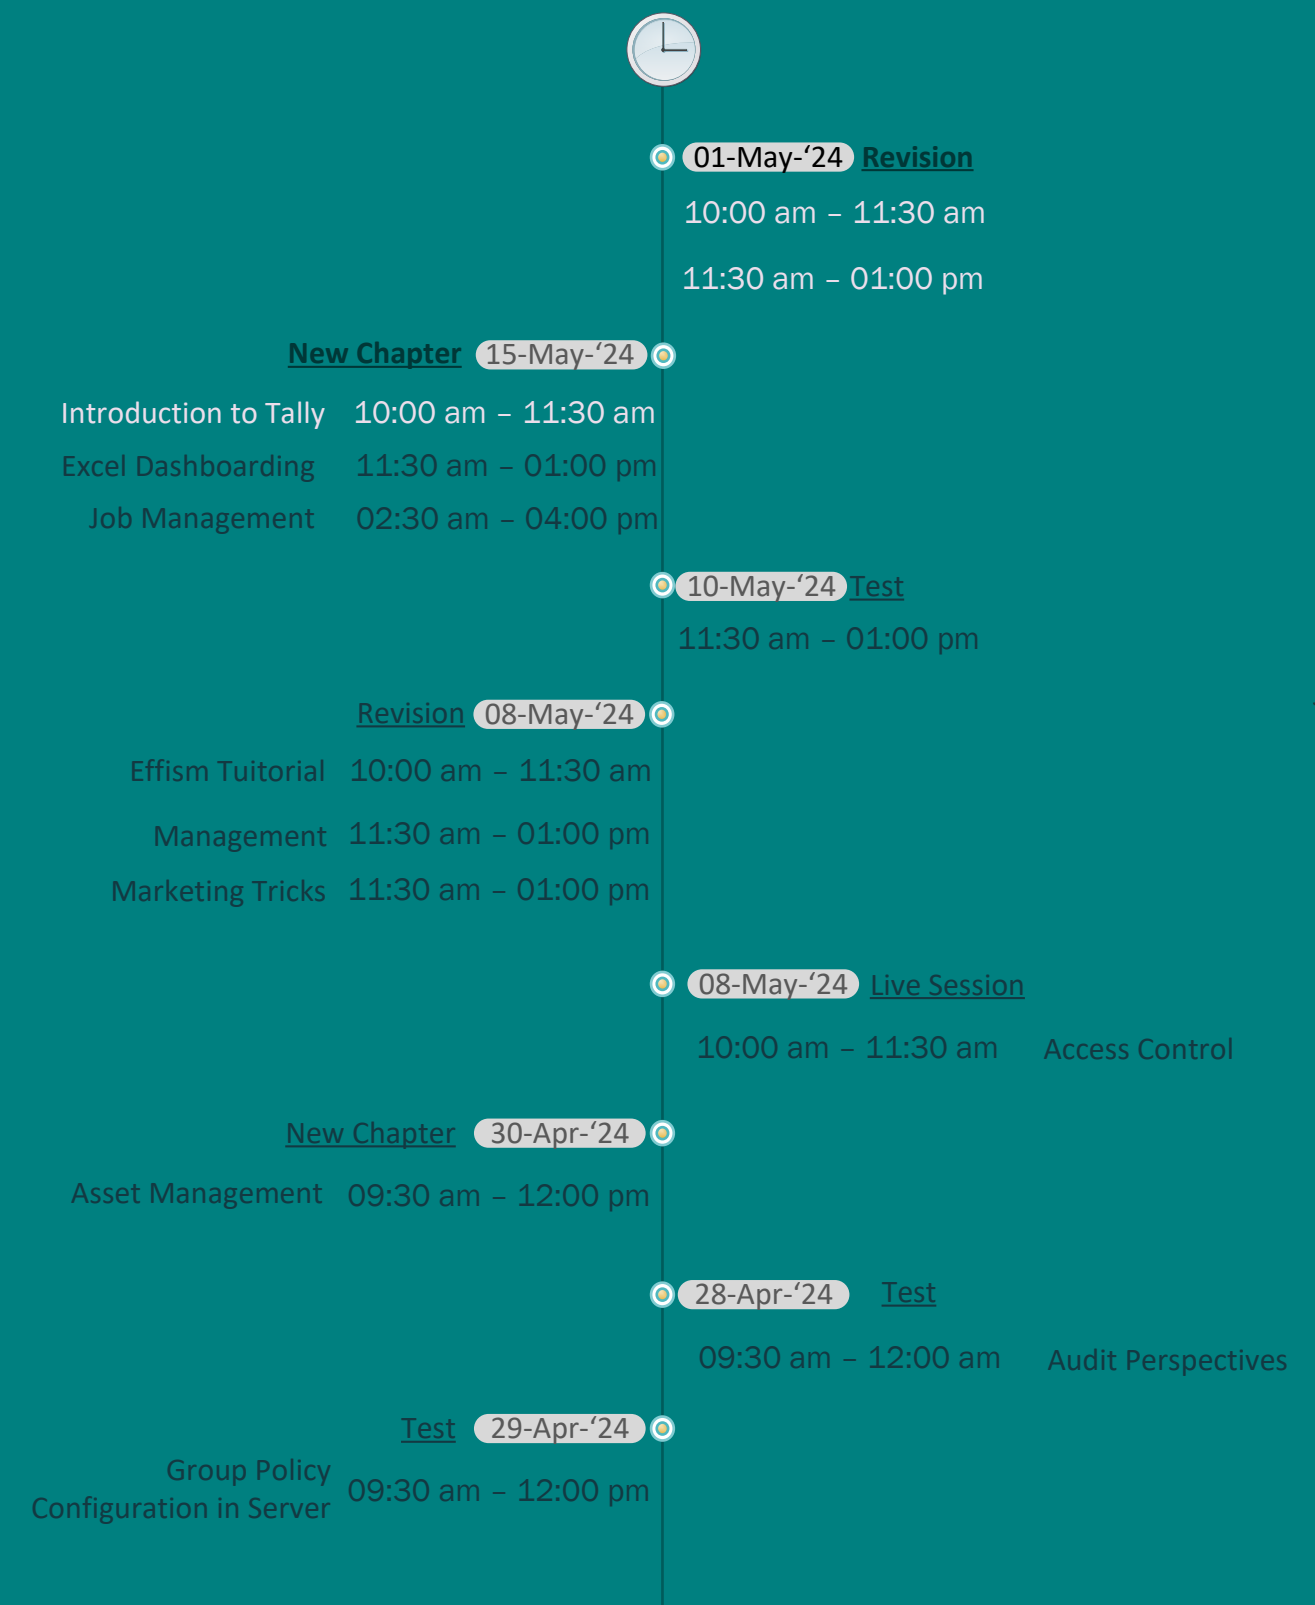 01-May-‘24 Revision
10:00 am – 11:30 am
11:30 am – 01:00 pm
New Chapter 15-May-‘24
Introduction to Tally 10:00 am – 11:30 am
Excel Dashboarding 11:30 am – 01:00 pm
Job Management 02:30 am – 04:00 pm
10-May-‘24 Test
11:30 am – 01:00 pm
Revision 08-May-‘24
Effism Tuitorial 10:00 am – 11:30 am
Management 11:30 am – 01:00 pm
Marketing Tricks 11:30 am – 01:00 pm
08-May-‘24 Live Session
10:00 am – 11:30 am Access Control
New Chapter 30-Apr-‘24
Asset Management 09:30 am – 12:00 pm
28-Apr-‘24 Test
09:30 am – 12:00 am Audit Perspectives
Test 29-Apr-‘24
Group Policy
Configuration in Server 09:30 am – 12:00 pm